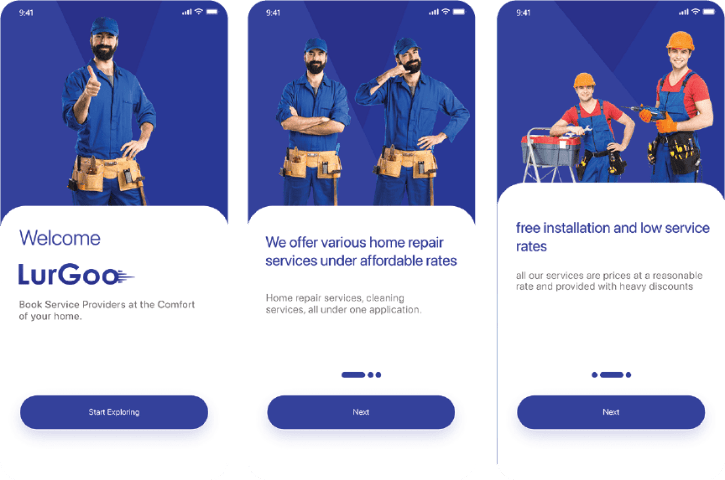 9:41
Welcome
LurGoo
Book Service Providers at the Comfort
of your home.
Start Exploring
9:41
We offer various home repair
services under affordable rates
Home repair services, cleaning
services, all under one application.
Next
9:41
free installation and low service
rates
all our services are prices at a reasonable
rate and provided with heavy discounts
Next